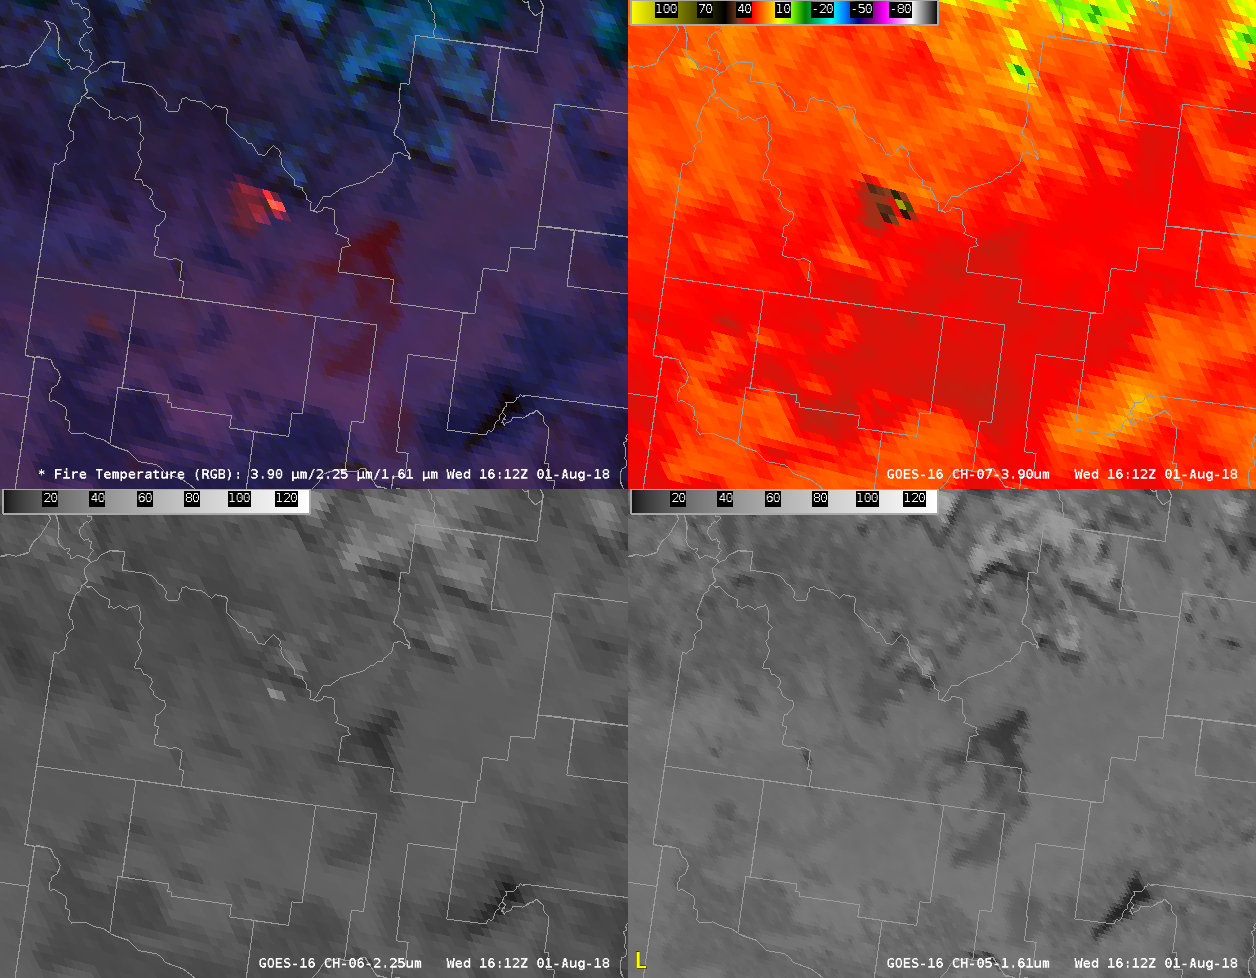 100 70 40 10 -20 -50 -80
* Fire Temperature (RGB): 3.90 µm/2.25 µm/1.61 µm Wed 16:12Z 01-Aug-18
GOES-16 CH-07-3.90um Wed 16:12Z 01-Aug-18
20 40 60 80 100 120
20 40 60 80 100 120
GOES-16 CH-06-2.25um Wed 16:12Z 01-Aug-18
L
GOES-16 CH-05-1.61um Wed 16:12Z 01-Aug-18